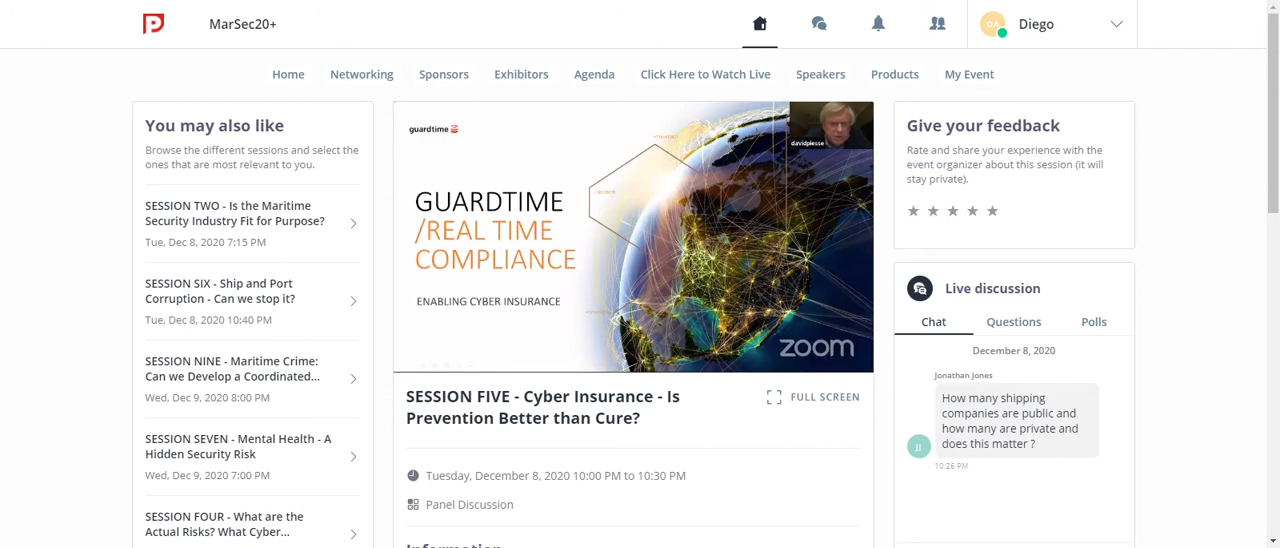 MarSec20+
DA
Diego
Home
Networking
Sponsors
Exhibitors
Agenda
Click Here to Watch Live
Speakers
Products
My Event
You may also like
Browse the different sessions and select the
ones that are most relevant to you.
SESSION TWO - Is the Maritime
Security Industry Fit for Purpose?
Tue, Dec 8, 2020 7:15 PM
SESSION SIX - Ship and Port
Corruption - Can we stop it?
Tue, Dec 8, 2020 10:40 PM
SESSION NINE - Maritime Crime:
Can we Develop a Coordinated...
Wed, Dec 9, 2020 8:00 PM
SESSION SEVEN - Mental Health - A
Hidden Security Risk
Wed, Dec 9, 2020 7:00 PM
SESSION FOUR - What are the
Actual Risks? What Cyber...
guardtime
davidpiesse
GUARDTIME
/REAL TIME
COMPLIANCE
ENABLING CYBER INSURANCE
zoom
SESSION FIVE - Cyber Insurance - Is
Prevention Better than Cure?
FULL SCREEN
Tuesday, December 8, 2020 10:00 PM to 10:30 PM
Panel Discussion
Information
Give your feedback
Rate and share your experience with the
event organizer about this session (it will
stay private).
Live discussion
Chat
Questions
Polls
December 8, 2020
Jonathan Jones
How many shipping
companies are public and
how many are private and
does this matter ?
JJ
10:26 PM